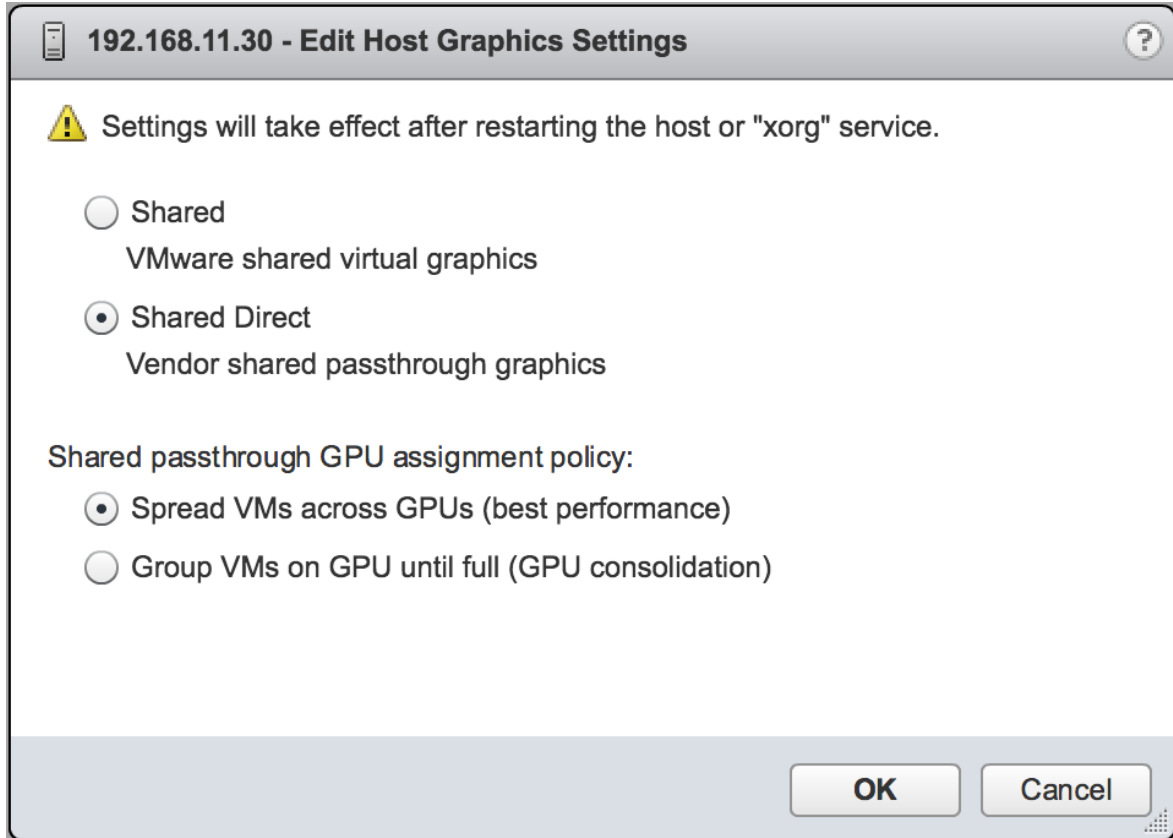 192.168.11.30 - Edit Host Graphics Settings
?
Settings will take effect after restarting the host or "xorg" service.
Shared
VMware shared virtual graphics
Shared Direct
Vendor shared passthrough graphics
Shared passthrough GPU assignment policy:
Spread VMs across GPUs (best performance)
Group VMs on GPU until full (GPU consolidation)
OK Cancel